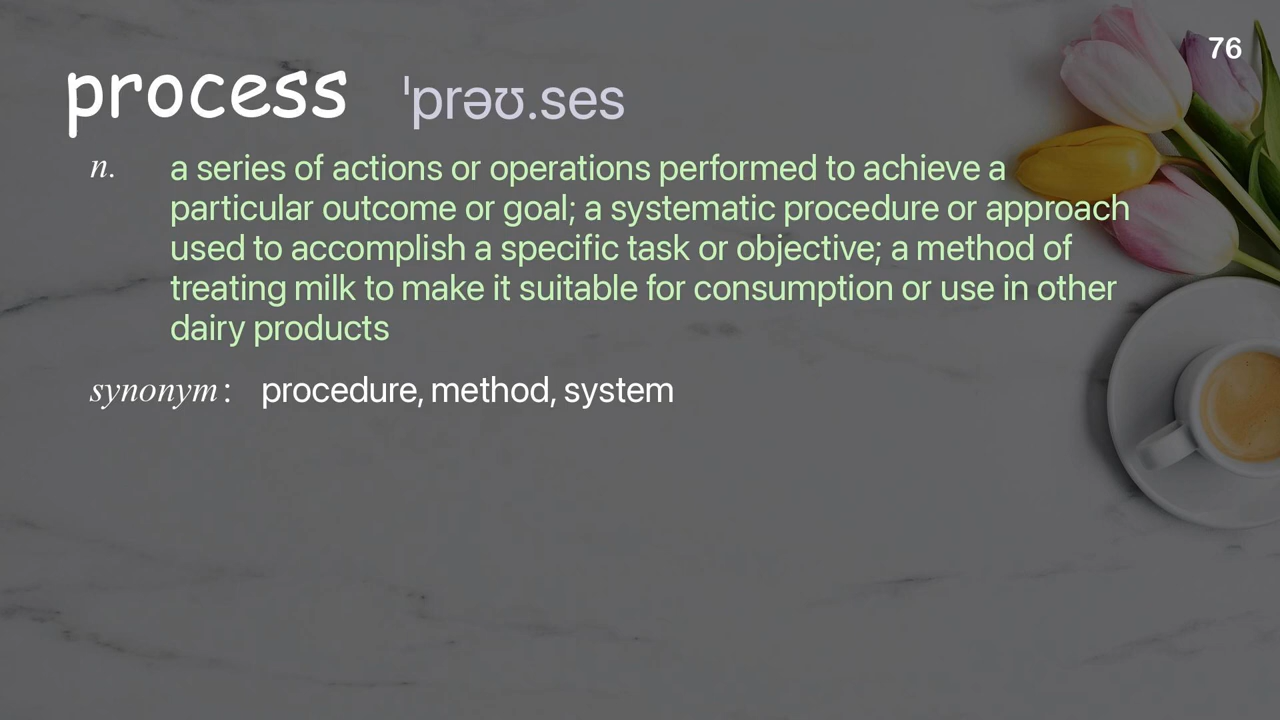 76
process ˈprəʊ.ses
n. a series of actions or operations performed to achieve a
particular outcome or goal; a systematic procedure or approach
used to accomplish a specific task or objective; a method of
treating milk to make it suitable for consumption or use in other
dairy products
synonym: procedure, method, system